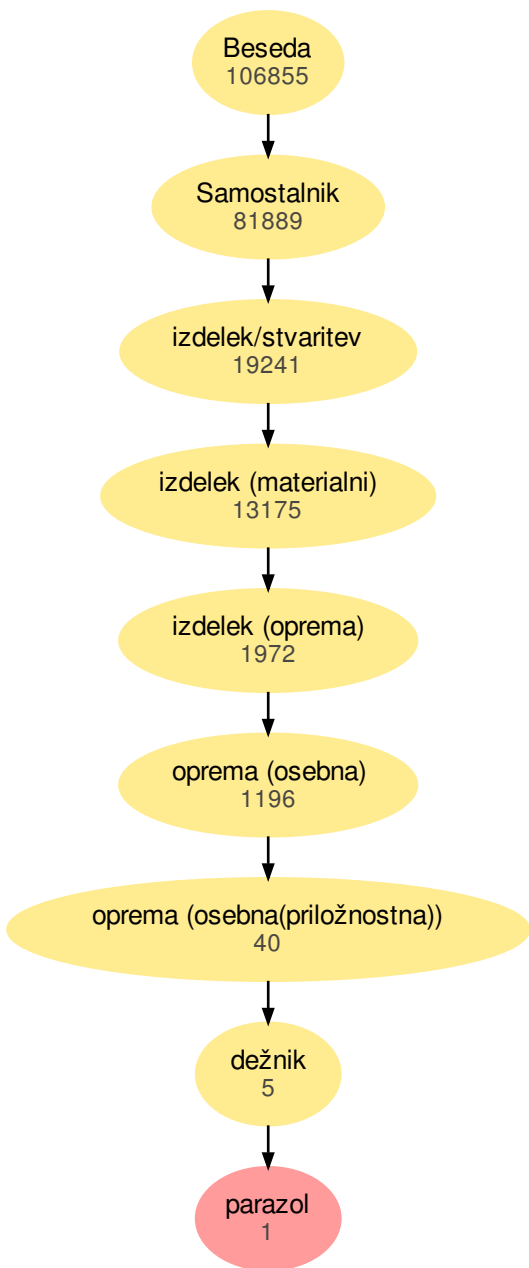 Beseda
106855
Samostalnik
81889
izdelek/stvaritev
19241
izdelek (materialni)
13175
izdelek (oprema)
1972
oprema (osebna)
1196
oprema (osebna(priložnostna))
40
dežnik
5
parazol
1